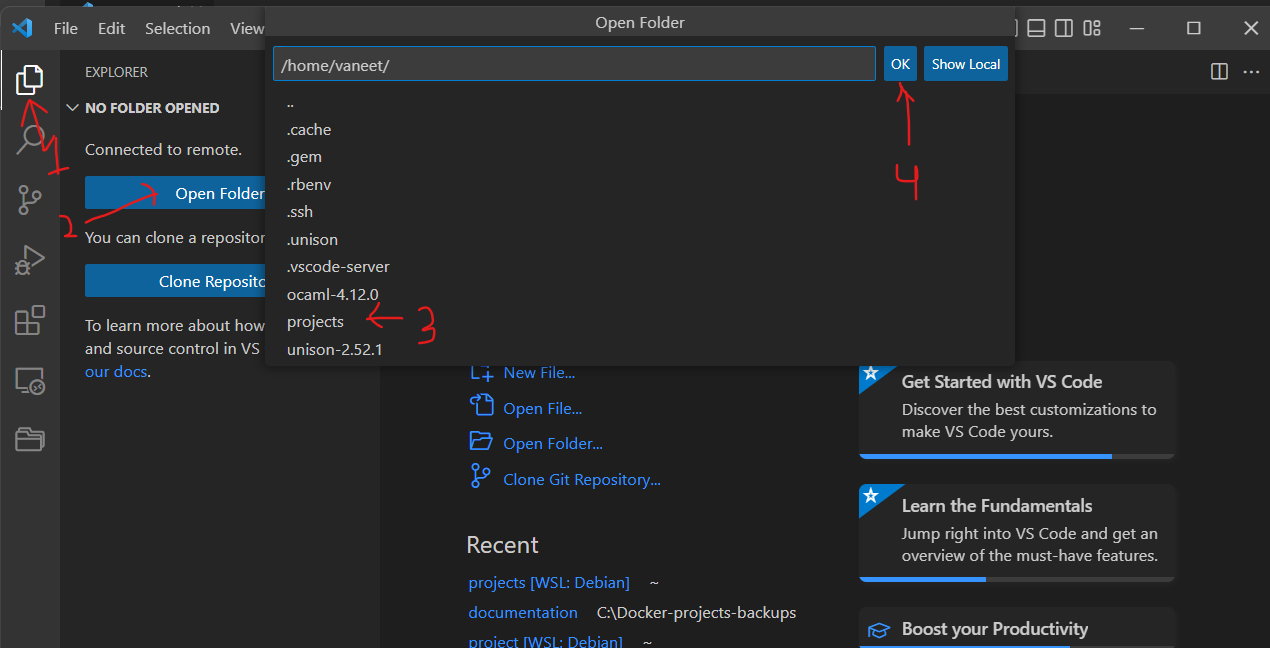 File Edit Selection View
Open Folder
EXPLORER
/home/vaneet/
OK
Show Local
NO FOLDER OPENED
..
.cache
Connected to remote.
.gem
1
.rbenv
4
Open Folder
.ssh
2
You can clone a repositor
.unison
.vscode-server
Clone Reposito
ocaml-4.12.0
To learn more about how
projects
3
and source control in VS
unison-2.52.1
our docs.
New File...
Open File...
Open Folder...
Clone Git Repository...
Get Started with VS Code
Discover the best customizations to
make VS Code yours.
Learn the Fundamentals
Jump right into VS Code and get an
overview of the must-have features.
Recent
projects [WSL: Debian] ~
documentation C:\Docker-projects-backups
project [WSL: Debian] ~
Boost your Productivity